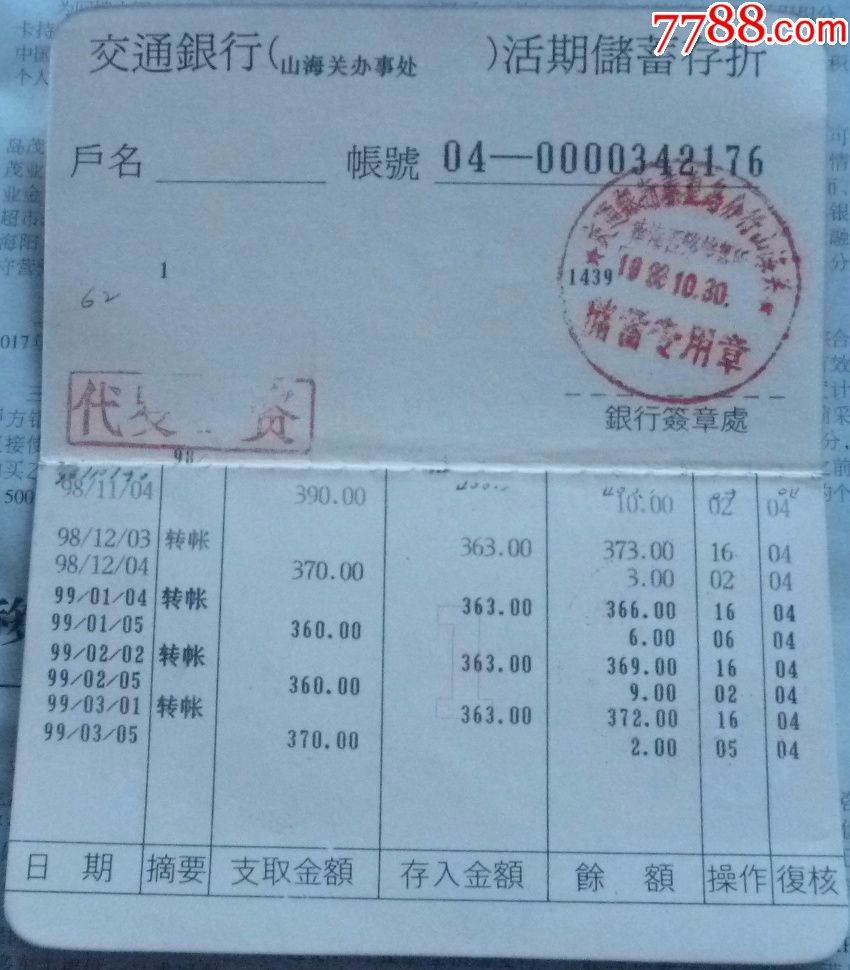 7788.com
交通銀行(山海关办事处 )活期儲蓄存折
戶名 帳號 04—0000342176
1
62
1439
10.30.
储蓄专用章
代
銀行簽章處
98/
98/11/04 390.00 10.00 02 04
98/12/03 转帐 363.00 373.00 16 04
98/12/04 370.00 3.00 02 04
99/01/04 转帐 363.00 366.00 16 04
99/01/05 360.00 6.00 06 04
99/02/02 转帐 363.00 369.00 16 04
99/02/05 360.00 9.00 02 04
99/03/01 转帐 363.00 372.00 16 04
99/03/05 370.00 2.00 05 04
日 期 摘要 支取金額 存入金額 餘 額 操作 復核